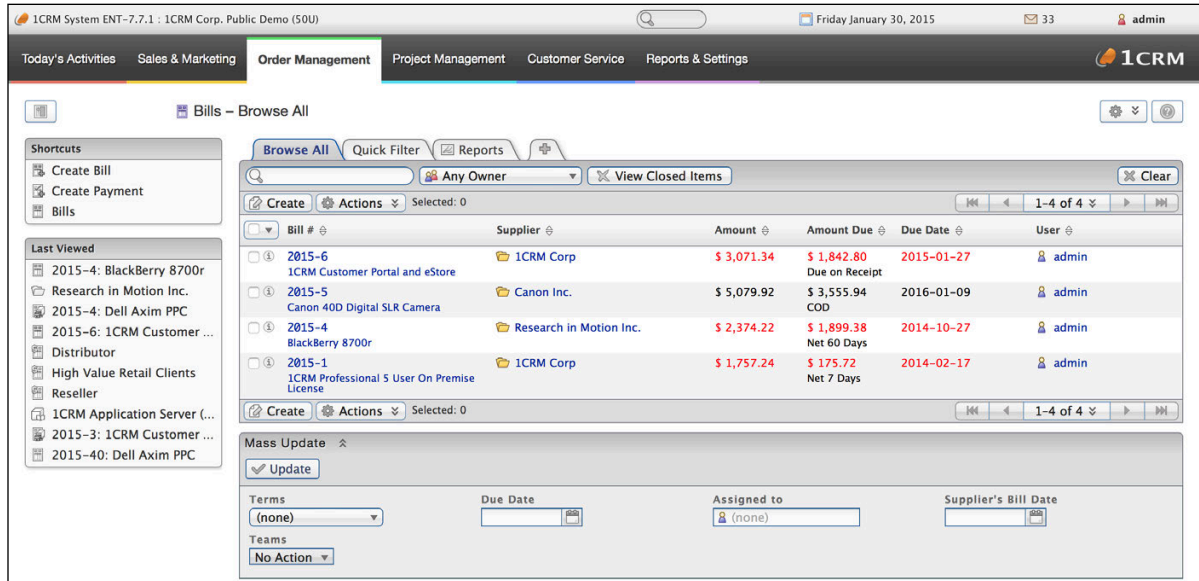 1CRM System ENT-7.7.1 : 1CRM Corp. Public Demo (50U) Friday January 30, 2015 33 admin
Today's Activities Sales & Marketing Order Management Project Management Customer Service Reports & Settings 1CRM
Bills – Browse All
Shortcuts
Create Bill
Create Payment
Bills
Last Viewed
2015-4: BlackBerry 8700r
Research in Motion Inc.
2015-4: Dell Axim PPC
2015-6: 1CRM Customer ...
Distributor
High Value Retail Clients
Reseller
1CRM Application Server (...
2015-3: 1CRM Customer ...
2015-40: Dell Axim PPC
Browse All Quick Filter Reports
Any Owner View Closed Items Clear
Create Actions Selected: 0 1-4 of 4
Bill # Supplier Amount Amount Due Due Date User
2015-6 1CRM Corp $ 3,071.34 $ 1,842.80 2015-01-27 admin
1CRM Customer Portal and eStore Due on Receipt
2015-5 Canon Inc. $ 5,079.92 $ 3,555.94 2016-01-09 admin
Canon 40D Digital SLR Camera COD
2015-4 Research in Motion Inc. $ 2,374.22 $ 1,899.38 2014-10-27 admin
BlackBerry 8700r Net 60 Days
2015-1 1CRM Corp $ 1,757.24 $ 175.72 2014-02-17 admin
1CRM Professional 5 User On Premise Net 7 Days
License
Create Actions Selected: 0 1-4 of 4
Mass Update
Update
Terms Due Date Assigned to Supplier's Bill Date
(none) (none)
Teams
No Action